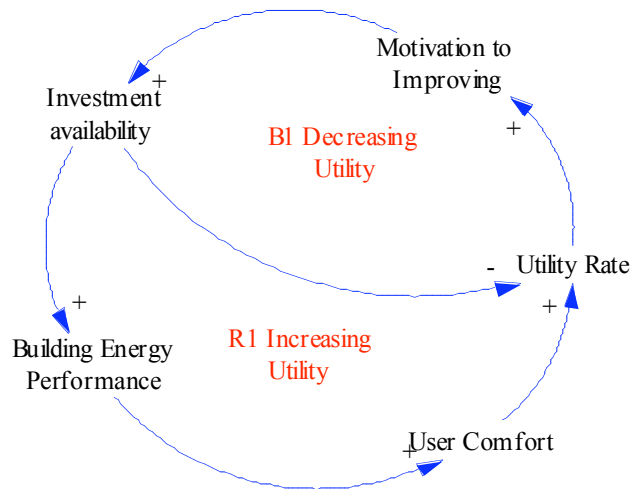 Motivation to
Improving
+
+
Investment
availability
B1 Decreasing
Utility
-
Utility Rate
+
+
Building Energy
Performance
R1 Increasing
Utility
+
User Comfort